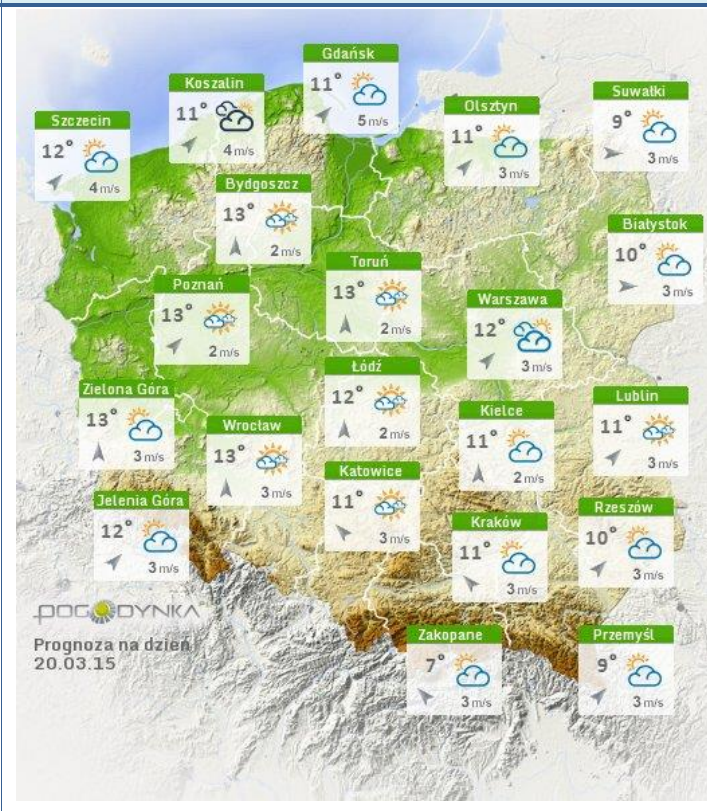 Gdańsk
11°
5 m/s
Koszalin
11°
4 m/s
Suwałki
9°
3 m/s
Olsztyn
11°
3 m/s
Szczecin
12°
4 m/s
Bydgoszcz
13°
2 m/s
Białystok
10°
3 m/s
Toruń
13°
2 m/s
Poznań
13°
2 m/s
Warszawa
12°
3 m/s
Łódź
12°
2 m/s
Zielona Góra
13°
3 m/s
Lublin
11°
3 m/s
Kielce
11°
2 m/s
Wrocław
13°
3 m/s
Katowice
11°
3 m/s
Jelenia Góra
12°
3 m/s
Rzeszów
10°
3 m/s
Kraków
11°
3 m/s
POGODYNKA
Prognoza na dzień
20.03.15
Zakopane
7°
3 m/s
Przemyśl
9°
3 m/s